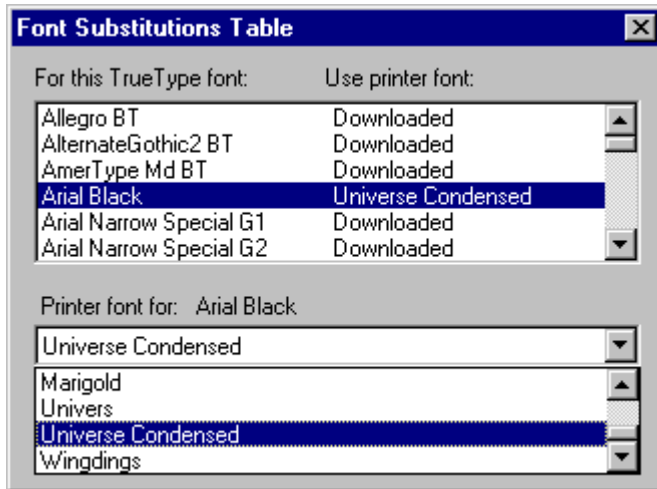 Font Substitutions Table
For this TrueType font: Use printer font:
Allegro BT Downloaded
AlternateGothic2 BT Downloaded
AmerType Md BT Downloaded
Arial Black Universe Condensed
Arial Narrow Special G1 Downloaded
Arial Narrow Special G2 Downloaded
Printer font for: Arial Black
Universe Condensed
Marigold
Univers
Universe Condensed
Wingdings